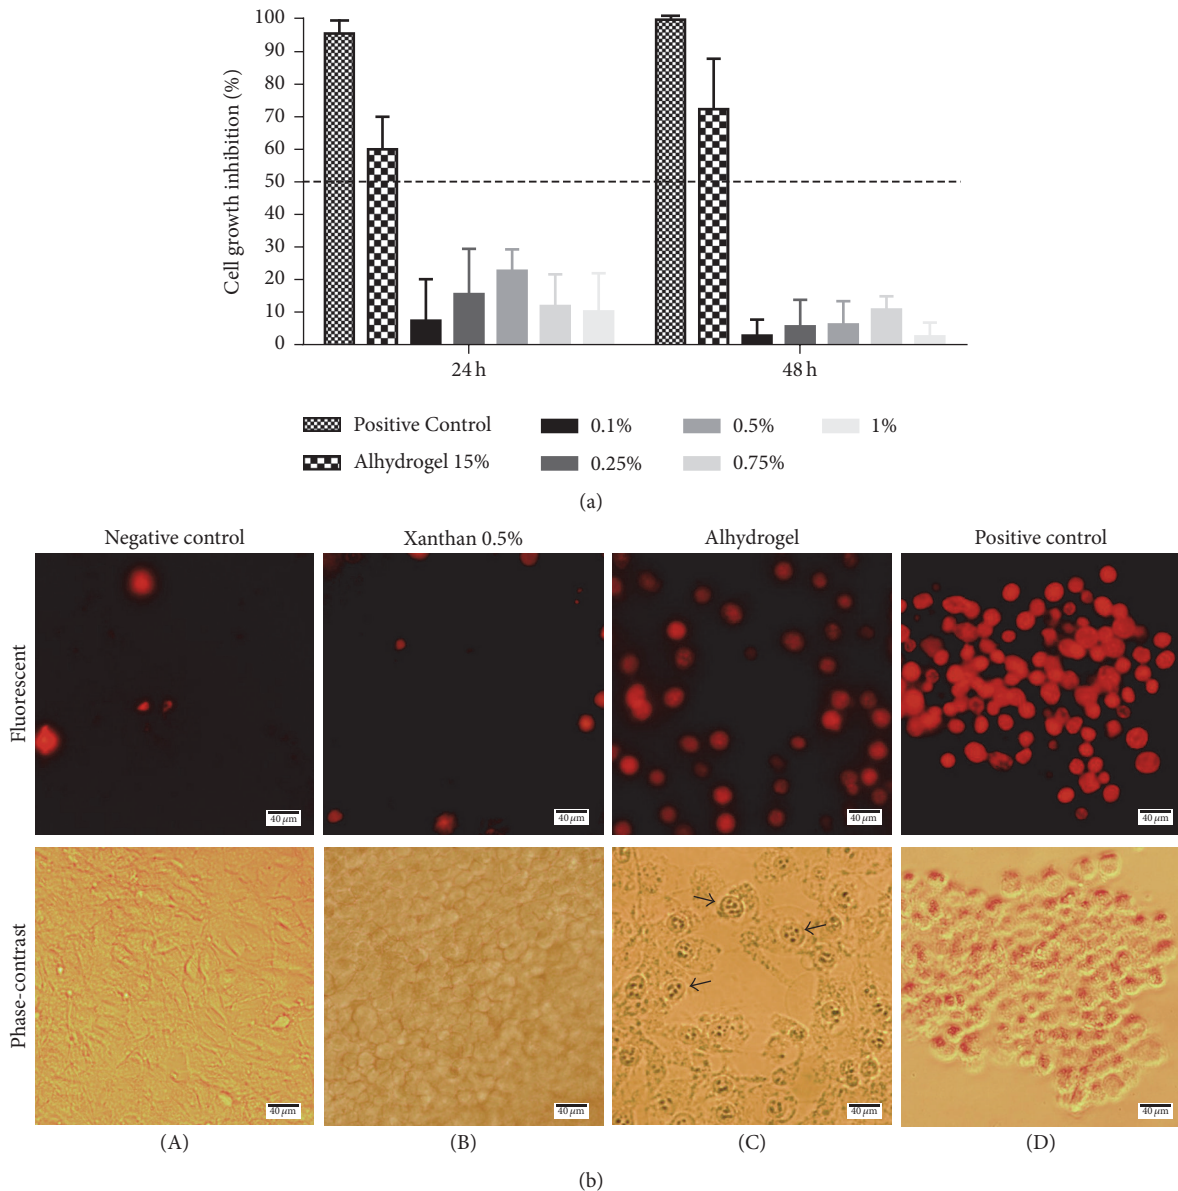 100
90
80
70
60
50
40
30
20
10
0
Cell growth inhibition (%)
24 h
48 h
Positive Control
0.1%
0.5%
1%
Alhydrogel 15%
0.25%
0.75%
(a)
Negative control
Xanthan 0.5%
Alhydrogel
Positive control
Fluorescent
40 μm
40 μm
40 μm
40 μm
Phase-contrast
40 μm
40 μm
40 μm
40 μm
(A)
(B)
(C)
(D)
(b)